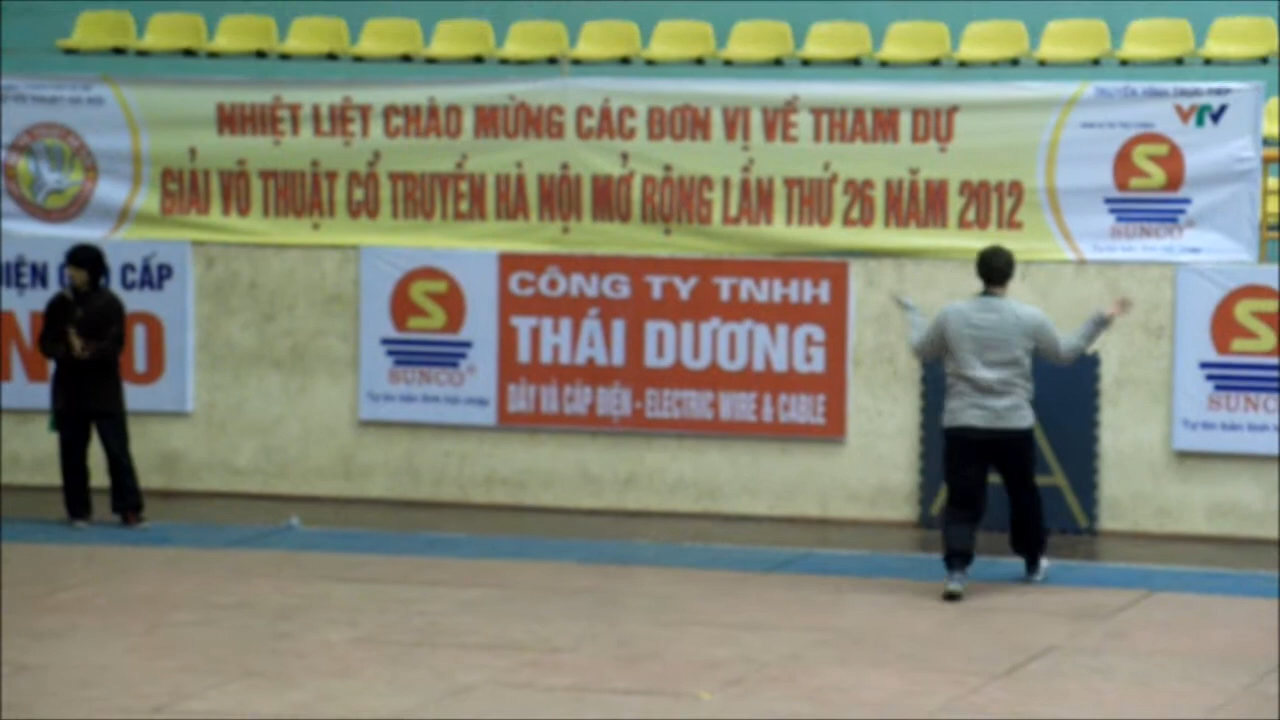 NHIỆT LIỆT CHÀO MỪNG CÁC ĐƠN VỊ VỀ THAM DỰ
GIẢI VÕ THUẬT CỔ TRUYỀN HÀ NỘI MỞ RỘNG LẦN THỨ 26 NĂM 2012
VTV
S
SUNCO
CẤP
S
SUNCO
CÔNG TY TNHH
THÁI DƯƠNG
DÂY VÀ CÁP ĐIỆN - ELECTRIC WIRE & CABLE
A
S
SUNC